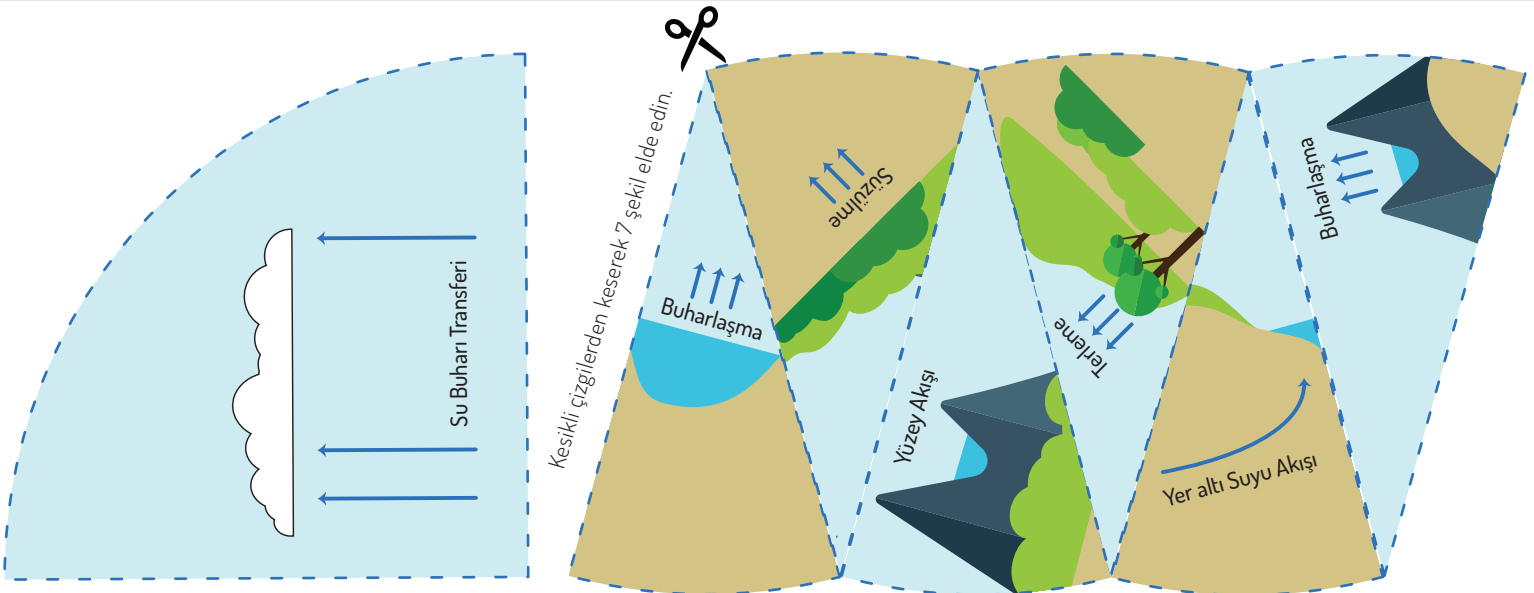 Su Buharı Transferi
Kesikli çizgilerden keserek 7 şekil elde edin.
Buharlaşma
Süzülme
Yüzey Akışı
Terleme
Yer altı Suyu Akışı
Buharlaşma